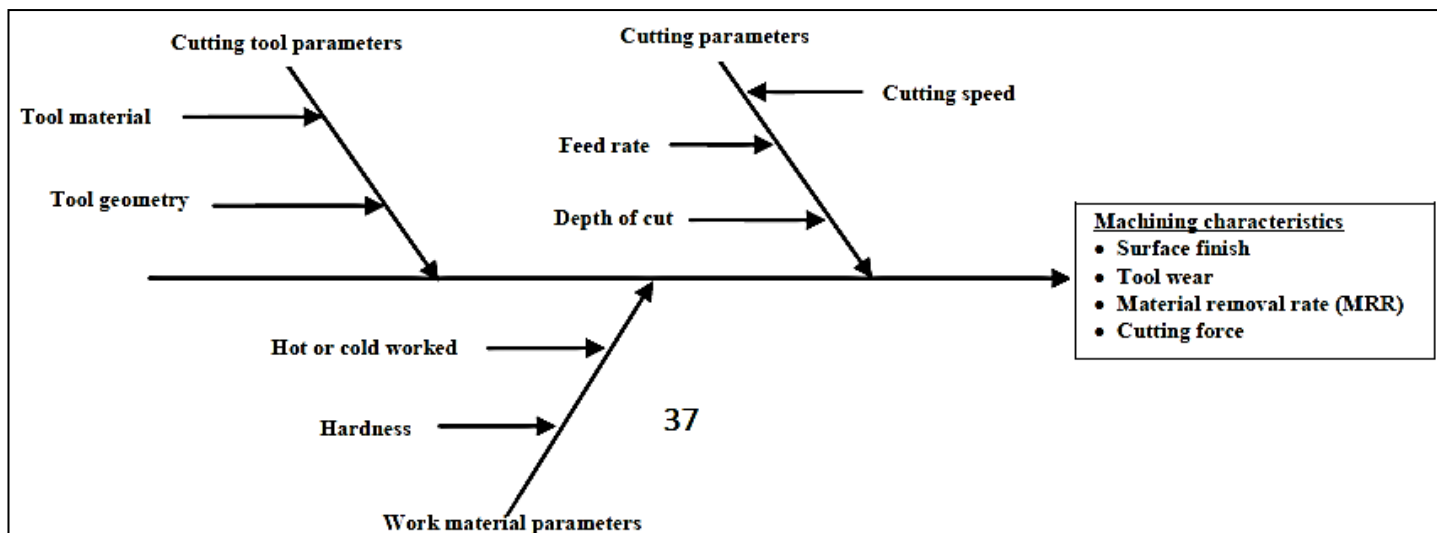 Cutting tool parameters
Cutting parameters
Tool material
Cutting speed
Feed rate
Tool geometry
Depth of cut
Machining characteristics
● Surface finish
● Tool wear
● Material removal rate (MRR)
● Cutting force
Hot or cold worked
Hardness
37
Work material parameters